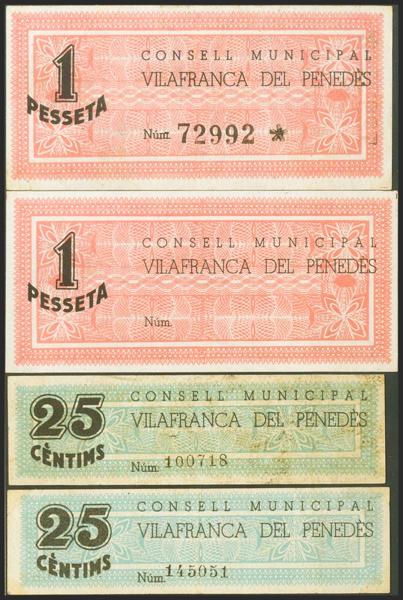 1
PESSETA
CONSELL MUNICIPAL
VILAFRANCA DEL PENEDÈS
Núm. 72992
1
PESSETA
CONSELL MUNICIPAL
VILAFRANCA DEL PENEDÈS
Núm.
25
CÈNTIMS
CONSELL MUNICIPAL
VILAFRANCA DEL PENEDÈS
Núm. 100718
25
CÈNTIMS
CONSELL MUNICIPAL
VILAFRANCA DEL PENEDÈS
Núm. 145051